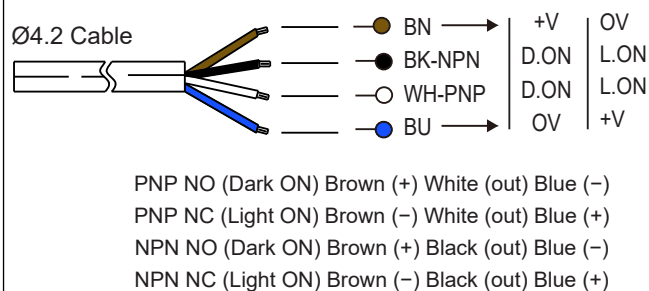 Ø4.2 Cable
BN +V OV
BK-NPN D.ON L.ON
WH-PNP D.ON L.ON
BU OV +V
PNP NO (Dark ON) Brown (+) White (out) Blue (−)
PNP NC (Light ON) Brown (−) White (out) Blue (+)
NPN NO (Dark ON) Brown (+) Black (out) Blue (−)
NPN NC (Light ON) Brown (−) Black (out) Blue (+)